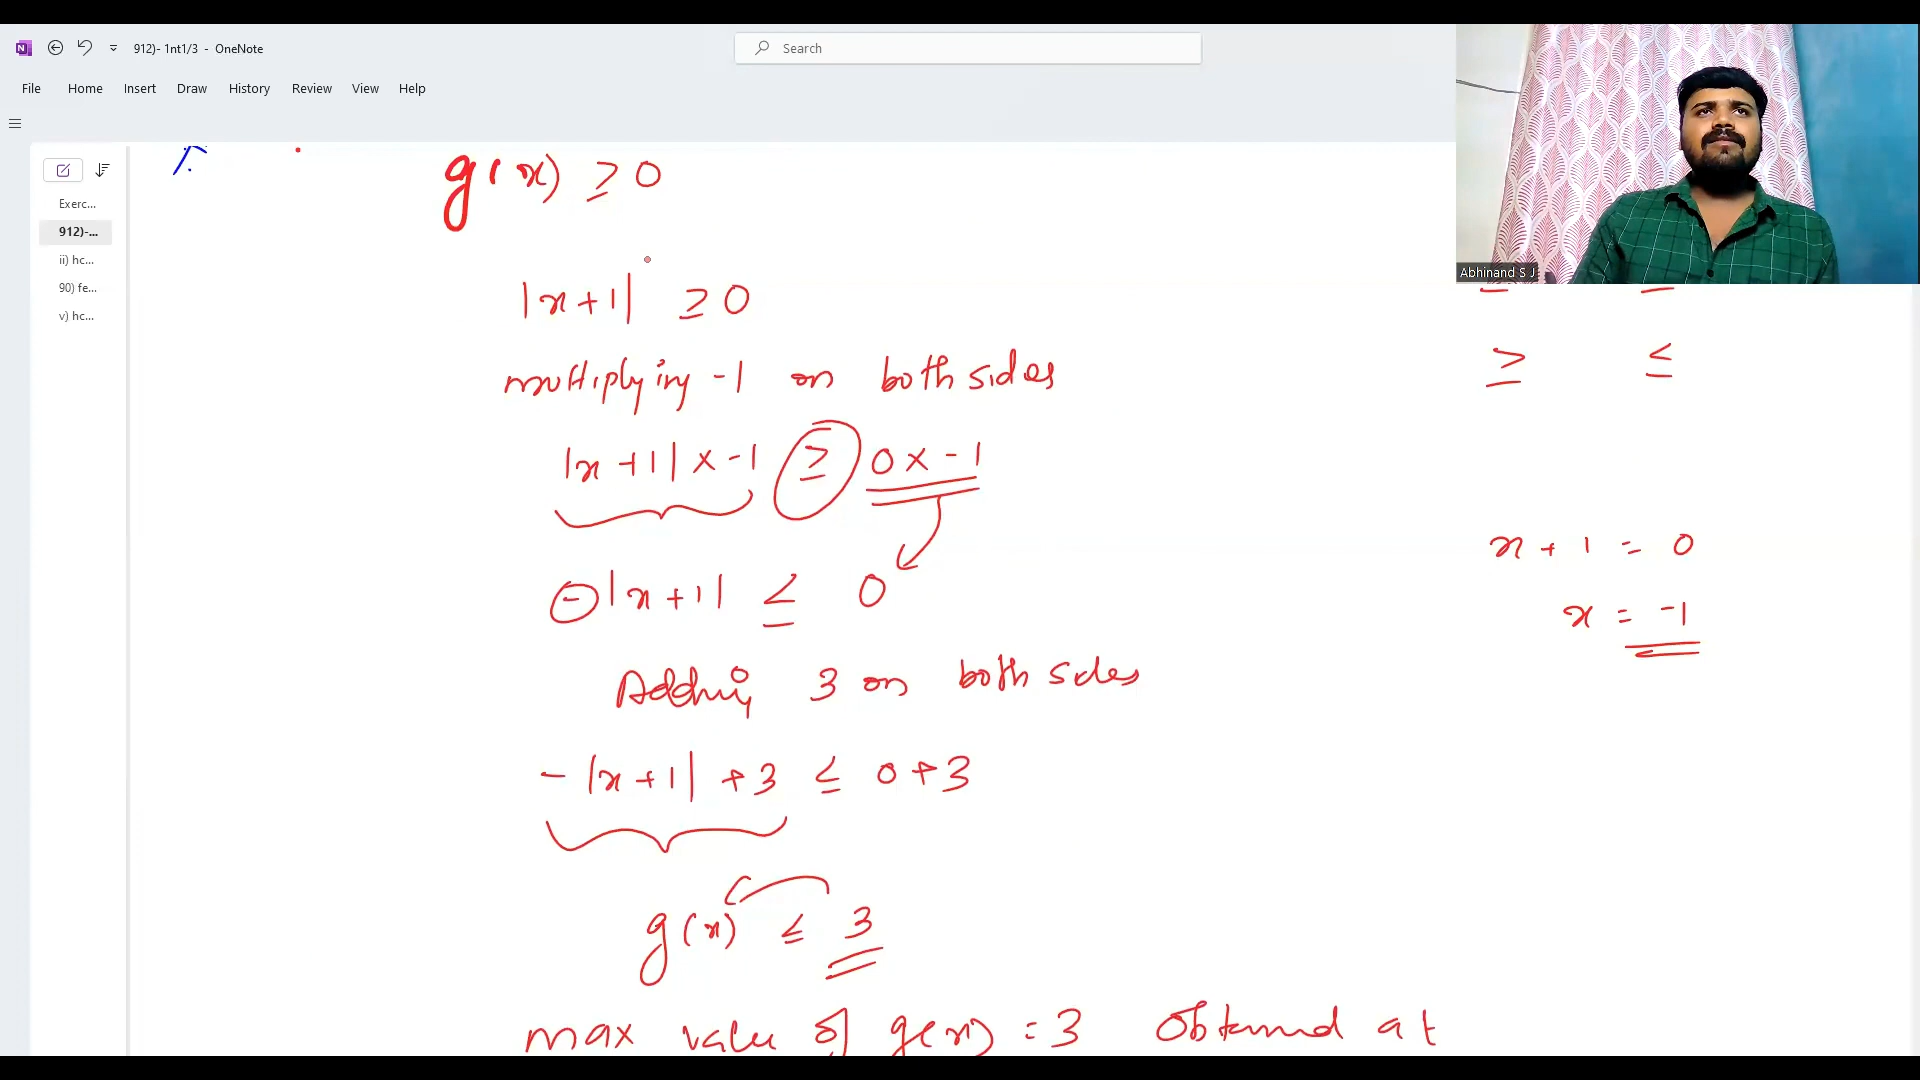 912)- 1nt1/3 - OneNote
Search
File Home Insert Draw History Review View Help
Exerc...
912)-...
ii) hc...
90) fe...
v) hc...
Abhinand S J
g(x) ≥ 0
|x+1| ≥ 0
multiplying -1 on both sides
|x+1| x -1 ≥ 0 x -1
-|x+1| ≤ 0
Adding 3 on both sides
-|x+1| +3 ≤ 0+3
g(x) ≤ 3
max value of g(x) = 3 obtained at
≥ ≤
x + 1 = 0
x = -1